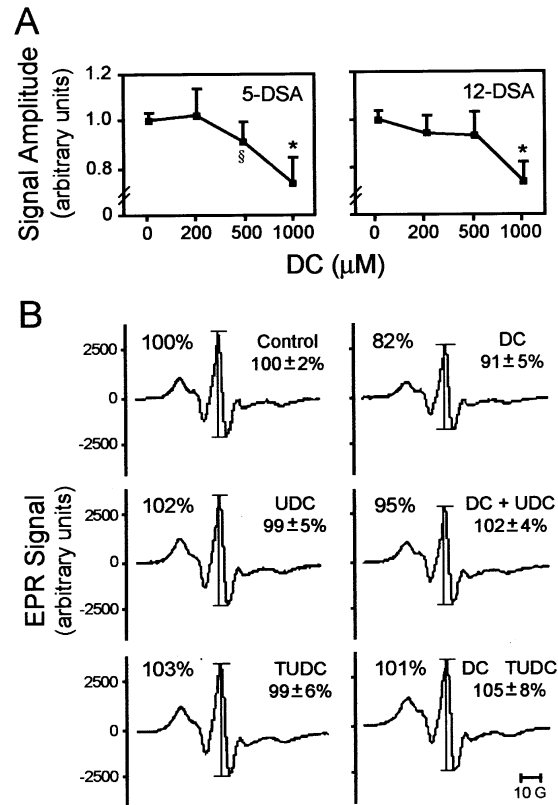 A
Signal Amplitude
(arbitrary units)
1.2
1.0
0.8
0
5-DSA
§
*
12-DSA
*
0 200 500 1000
0 200 500 1000
DC (μM)
B
EPR Signal
(arbitrary units)
2500
0
-2500
100%
Control
100±2%
82%
DC
91±5%
2500
0
-2500
102%
UDC
99±5%
95%
DC + UDC
102±4%
2500
0
-2500
103%
TUDC
99±6%
101%
DC TUDC
105±8%
10 G